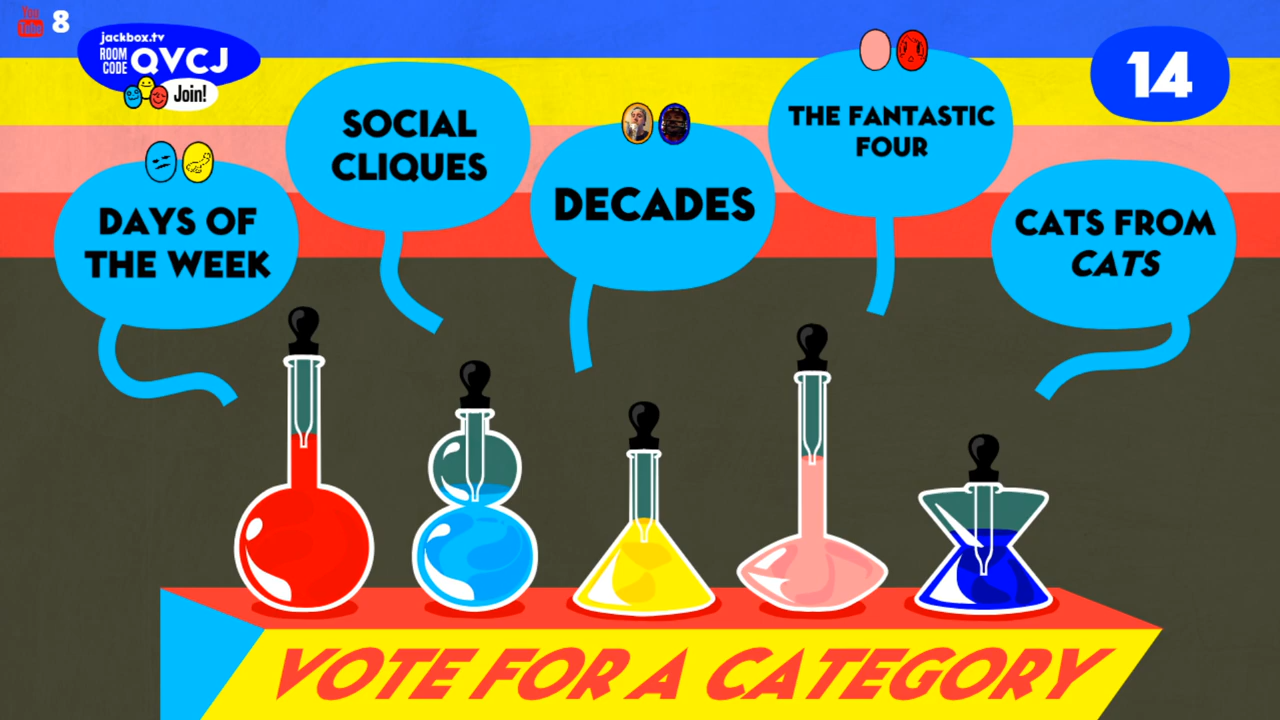 You
Tube 8
jackbox.tv
ROOM
CODE QVCJ
Join!
14
DAYS OF
THE WEEK
SOCIAL
CLIQUES
DECADES
THE FANTASTIC
FOUR
CATS FROM
CATS
VOTE FOR A CATEGORY